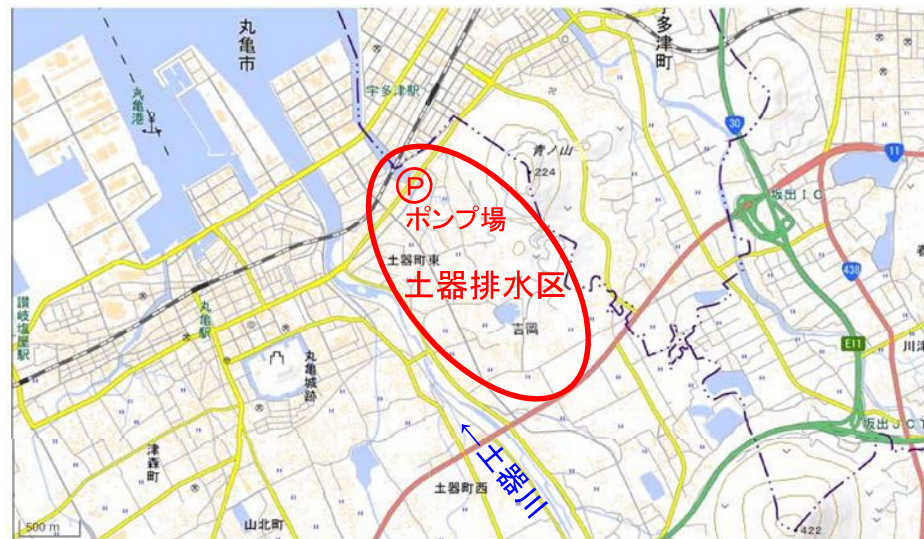 丸亀市
宇多津町
宇多津駅
丸亀港
30
青ノ山
224
11
坂出IC
P
ポンプ場
土器町東
土器排水区
438
吉岡
讃岐塩屋駅
丸亀駅
丸亀城跡
E11
川津
坂出JCT
←土器川
津森町
土器町西
山北町
500 m
422